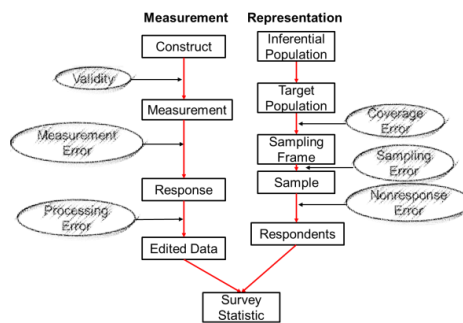 Measurement
Representation
Construct
Inferential
Population
Validity
Target
Population
Measurement
Coverage
Error
Measurement
Error
Sampling
Frame
Sampling
Error
Response
Sample
Nonresponse
Error
Processing
Error
Respondents
Edited Data
Survey
Statistic